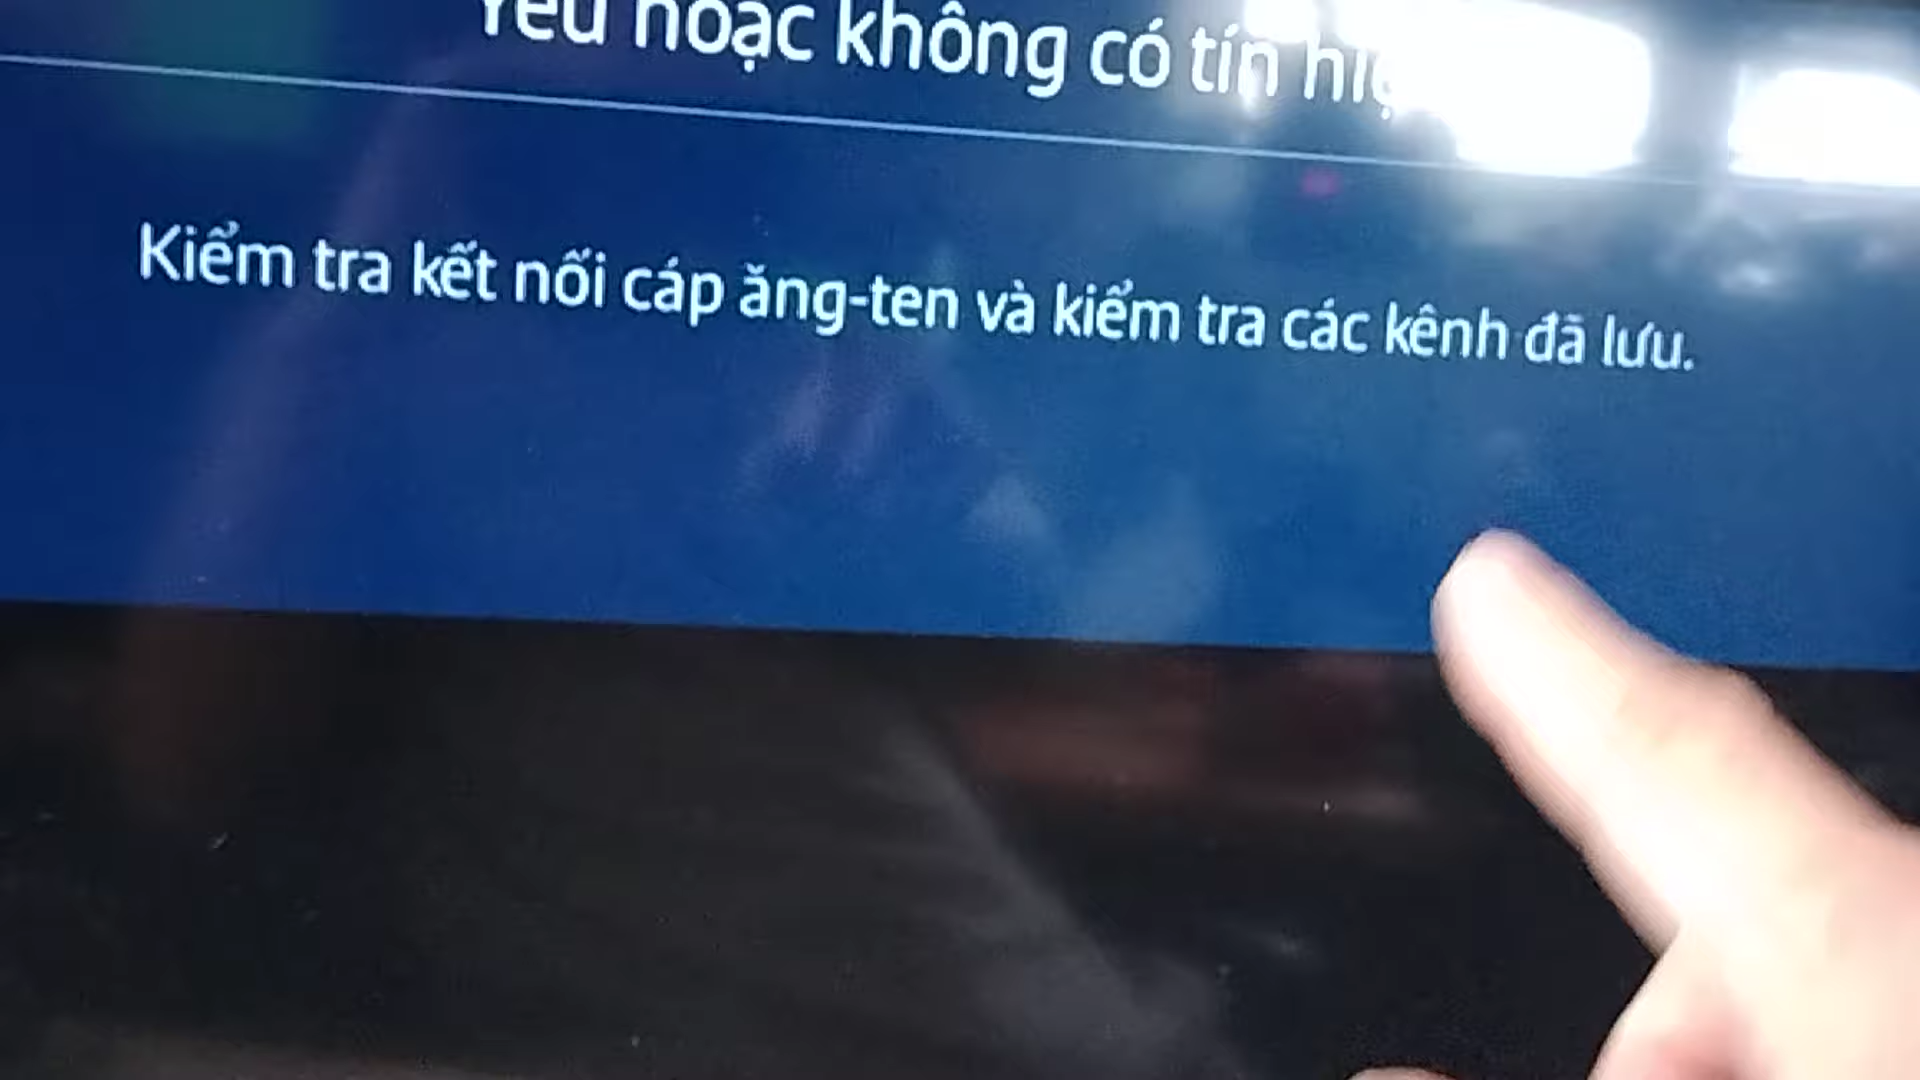 Yếu hoặc không có tín
Kiểm tra kết nối cáp ăng-ten và kiểm tra các kênh đã lưu.